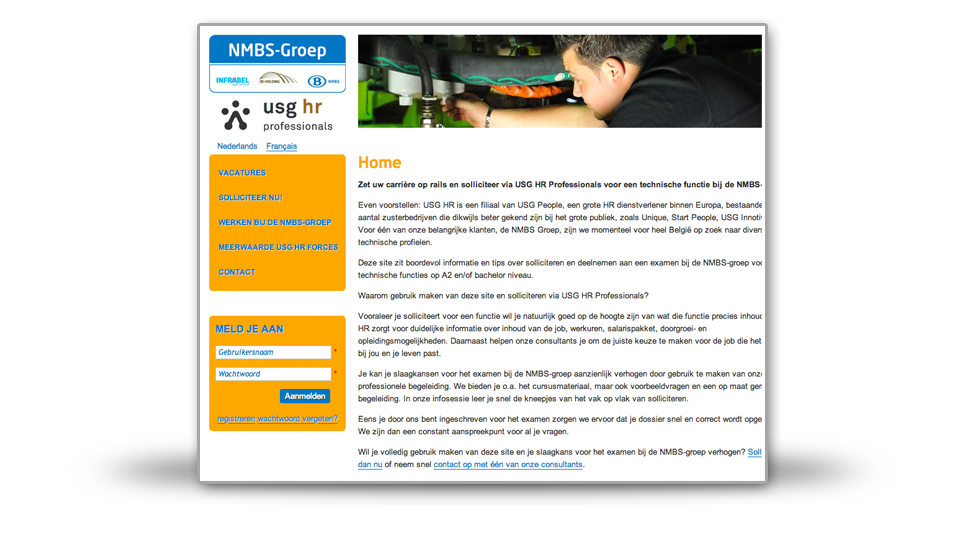 NMBS-Groep
INFRABEL
HOLDING
B NMBS
usg hr
professionals
Nederlands Français
VACATURES
SOLLICITEER NU!
WERKEN BIJ DE NMBS-GROEP
MEERWAARDE USG HR FORCES
CONTACT
MELD JE AAN
Gebruikersnaam *
Wachtwoord *
Aanmelden
registreren wachtwoord vergeten?
Home
Zet uw carrière op rails en solliciteer via USG HR Professionals voor een technische functie bij de NMBS-
Even voorstellen: USG HR is een filiaal van USG People, een grote HR dienstverlener binnen Europa, bestaande
aantal zusterbedrijven die dikwijls beter gekend zijn bij het grote publiek, zoals Unique, Start People, USG Innoti
Voor één van onze belangrijke klanten, de NMBS Groep, zijn we momenteel voor heel België op zoek naar divers
technische profielen.
Deze site zit boordevol informatie en tips over solliciteren en deelnemen aan een examen bij de NMBS-groep voo
technische functies op A2 en/of bachelor niveau.
Waarom gebruik maken van deze site en solliciteren via USG HR Professionals?
Vooraleer je solliciteert voor een functie wil je natuurlijk goed op de hoogte zijn van wat die functie precies inhoud
HR zorgt voor duidelijke informatie over inhoud van de job, werkuren, salarispakket, doorgroei- en
opleidingsmogelijkheden. Daarnaast helpen onze consultants je om de juiste keuze te maken voor de job die het
bij jou en je leven past.
Je kan je slaagkansen voor het examen bij de NMBS-groep aanzienlijk verhogen door gebruik te maken van onze
professionele begeleiding. We bieden je o.a. het cursusmateriaal, maar ook voorbeeldvragen en een op maat ger
begeleiding. In onze infosessie leer je snel de kneepjes van het vak op vlak van solliciteren.
Eens je door ons bent ingeschreven voor het examen zorgen we ervoor dat je dossier snel en correct wordt opge
We zijn dan een constant aanspreekpunt voor al je vragen.
Wil je volledig gebruik maken van deze site en je slaagkans voor het examen bij de NMBS-groep verhogen? Soll
dan nu of neem snel contact op met één van onze consultants.